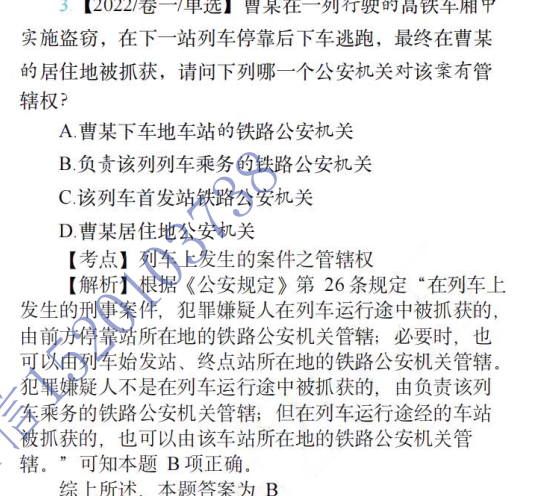 3.【2022/卷一/单选】曹某在一列行驶的高铁车厢中
实施盗窃，在下一站列车停靠后下车逃跑，最终在曹某
的居住地被抓获，请问下列哪一个公安机关对该案有管
辖权?
A.曹某下车地车站的铁路公安机关
B.负责该列列车乘务的铁路公安机关
C.该列车首发站铁路公安机关
D.曹某居住地公安机关
【考点】列车上发生的案件之管辖权
【解析】根据《公安规定》第 26 条规定“在列车上
发生的刑事案件，犯罪嫌疑人在列车运行途中被抓获的，
由前方停靠站所在地的铁路公安机关管辖；必要时，也
可以由列车始发站、终点站所在地的铁路公安机关管辖。
犯罪嫌疑人不是在列车运行途中被抓获的，由负责该列
车乘务的铁路公安机关管辖；但在列车运行途经的车站
被抓获的，也可以由该车站所在地的铁路公安机关管
辖。”可知本题 B 项正确。
综上所述，本题答案为 B
信15201103738